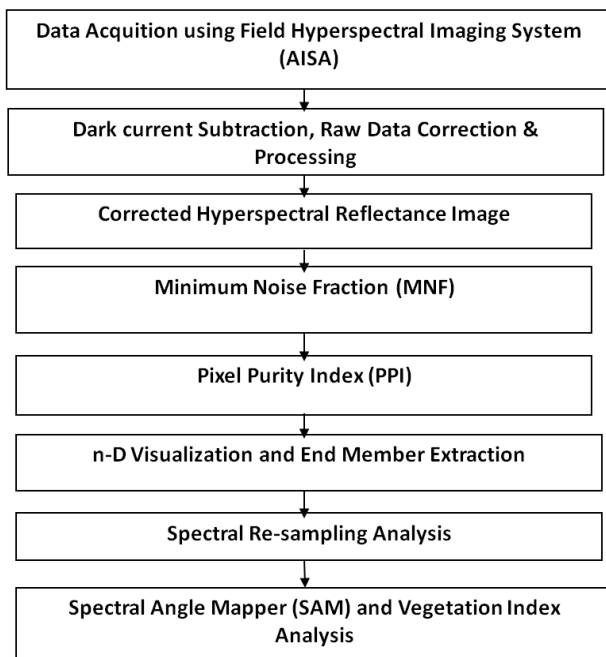 Data Acquition using Field Hyperspectral Imaging System
(AISA)
Dark current Subtraction, Raw Data Correction &
Processing
Corrected Hyperspectral Reflectance Image
Minimum Noise Fraction (MNF)
Pixel Purity Index (PPI)
n-D Visualization and End Member Extraction
Spectral Re-sampling Analysis
Spectral Angle Mapper (SAM) and Vegetation Index
Analysis